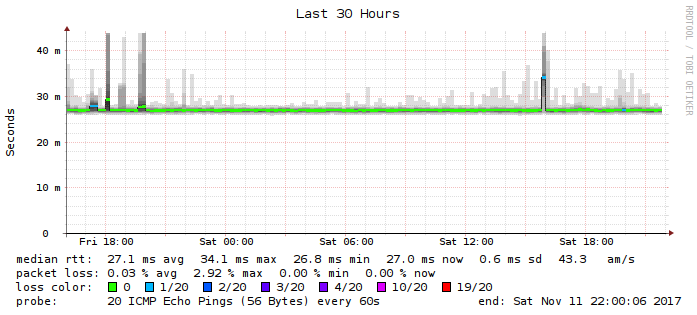 Last 30 Hours
RRDTOOL / TOBI OETIKER
Seconds
40 m
30 m
20 m
10 m
0
Fri 18:00 Sat 00:00 Sat 06:00 Sat 12:00 Sat 18:00
median rtt: 27.1 ms avg 34.1 ms max 26.8 ms min 27.0 ms now 0.6 ms sd 43.3 am/s
packet loss: 0.03 % avg 2.92 % max 0.00 % min 0.00 % now
loss color: 0 1/20 2/20 3/20 4/20 10/20 19/20
probe: 20 ICMP Echo Pings (56 Bytes) every 60s end: Sat Nov 11 22:00:06 2017